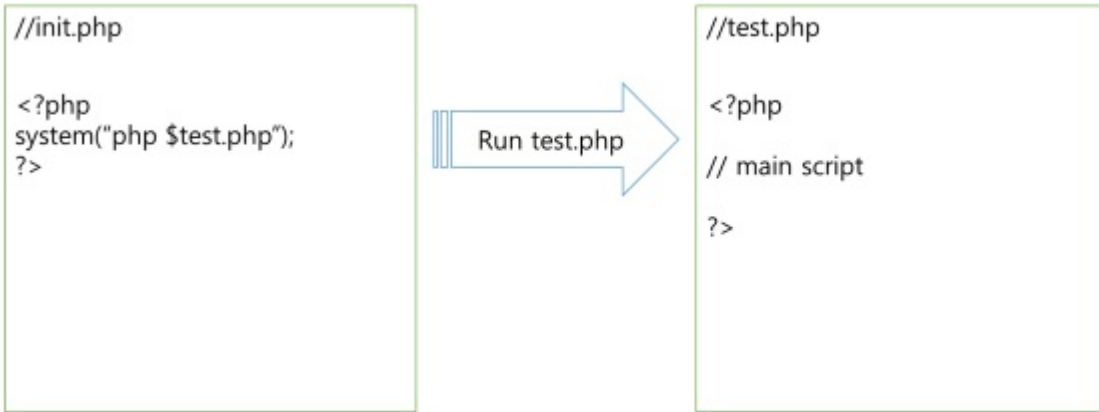 //init.php
<?php
system("php $test.php");
?>
Run test.php
//test.php
<?php
// main script
?>